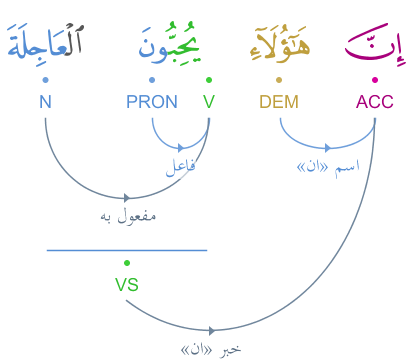 إِنَّ هَٰٓؤُلَآءِ يُحِبُّونَ ٱلْعَاجِلَةَ
ACC DEM V PRON N
اسم «ان» فاعل
مفعول به
VS
خبر «ان»